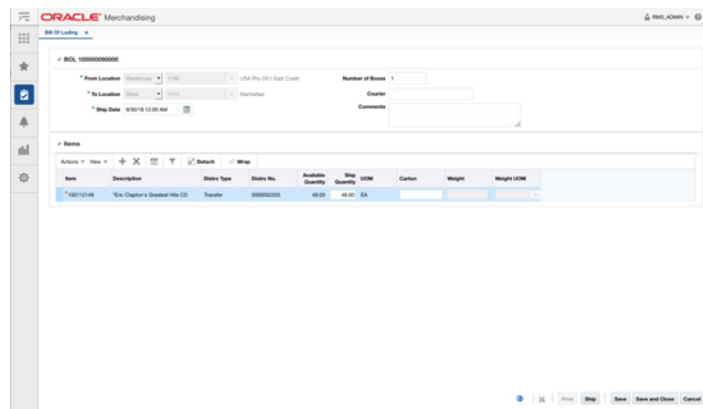 ORACLE® Merchandising
RMS_ADMIN
Bill Of Lading x
BOL 100000090000
* From Location Warehouse 1150 USA Phy DC1 East Coast
Number of Boxes 1
* To Location Store 1111 Manhattan
Courier
* Ship Date 9/30/18 12:00 AM
Comments
Items
Actions View Detach Wrap
Item Description Distro Type Distro No. Available Quantity Ship Quantity UOM Carton Weight Weight UOM
*100112149 "Eric Clapton's Greatest Hits CD Transfer 48.00 48.00 EA
Print Ship Save Save and Close Cancel